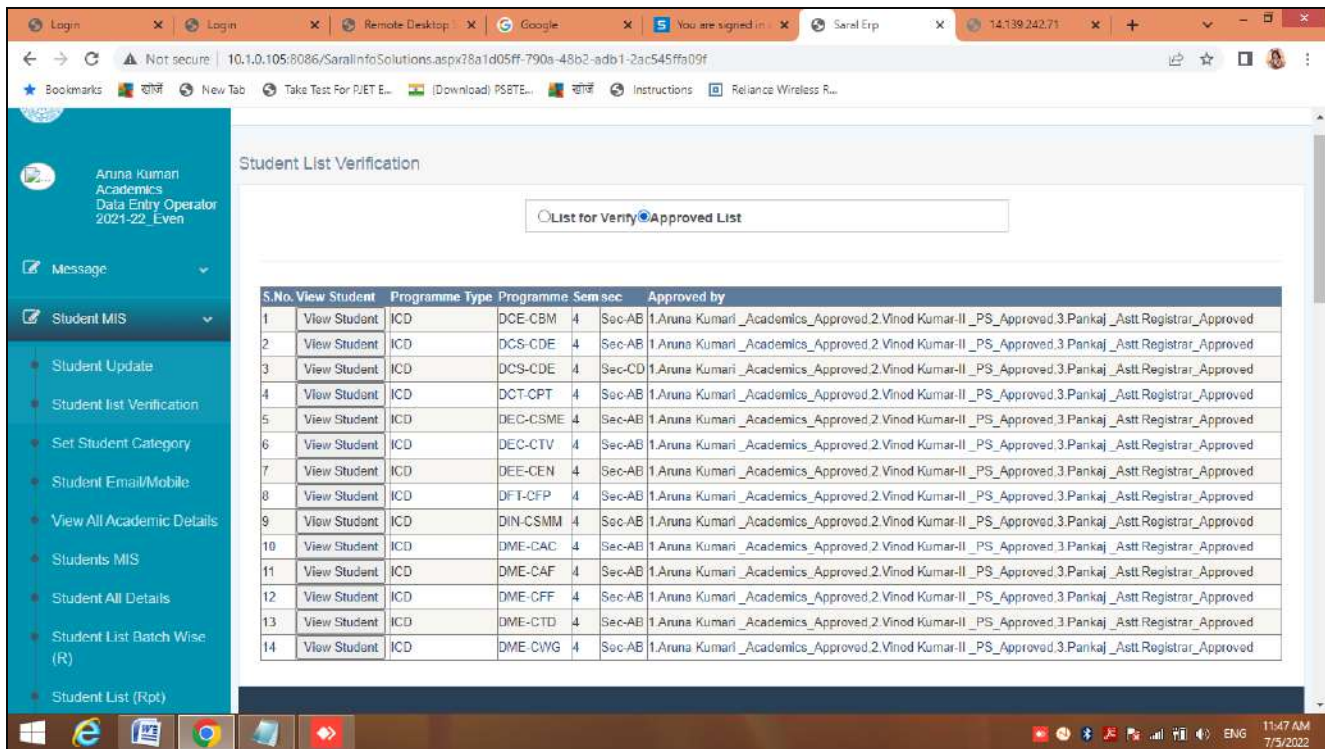 Login
Login
Remote Desktop
Google
You are signed in
Saral Erp
14.139.242.71
Not secure 10.1.0.105:8086/SaralInfoSolutions.aspx?8a1d05ff-790a-48b2-adb1-2ac545ffa09f
Bookmarks खोजें New Tab Take Test For PJET E... [Download] PSBTE... खोजें Instructions Reliance Wireless R...
Aruna Kumari
Academics
Data Entry Operator
2021-22_Even
Message
Student MIS
Student Update
Student list Verification
Set Student Category
Student Email/Mobile
View All Academic Details
Students MIS
Student All Details
Student List Batch Wise
(R)
Student List (Rpt)
Student List Verification
List for Verify Approved List
S.No. View Student Programme Type Programme Sem sec Approved by
1 View Student ICD DCE-CBM 4 Sec-AB 1.Aruna Kumari _Academics_Approved,2.Vinod Kumar-II _PS_Approved,3.Pankaj _Astt.Registrar_Approved
2 View Student ICD DCS-CDE 4 Sec-AB 1.Aruna Kumari _Academics_Approved,2.Vinod Kumar-II _PS_Approved,3.Pankaj _Astt.Registrar_Approved
3 View Student ICD DCS-CDE 4 Sec-CD 1.Aruna Kumari _Academics_Approved,2.Vinod Kumar-II _PS_Approved,3.Pankaj _Astt.Registrar_Approved
4 View Student ICD DCT-CPT 4 Sec-AB 1.Aruna Kumari _Academics_Approved,2.Vinod Kumar-II _PS_Approved,3.Pankaj _Astt.Registrar_Approved
5 View Student ICD DEC-CSME 4 Sec-AB 1.Aruna Kumari _Academics_Approved,2.Vinod Kumar-II _PS_Approved,3.Pankaj _Astt.Registrar_Approved
6 View Student ICD DEC-CTV 4 Sec-AB 1.Aruna Kumari _Academics_Approved,2.Vinod Kumar-II _PS_Approved,3.Pankaj _Astt.Registrar_Approved
7 View Student ICD DEE-CEN 4 Sec-AB 1.Aruna Kumari _Academics_Approved,2.Vinod Kumar-II _PS_Approved,3.Pankaj _Astt.Registrar_Approved
8 View Student ICD DFT-CFP 4 Sec-AB 1.Aruna Kumari _Academics_Approved,2.Vinod Kumar-II _PS_Approved,3.Pankaj _Astt.Registrar_Approved
9 View Student ICD DIN-CSMM 4 Sec-AB 1.Aruna Kumari _Academics_Approved,2.Vinod Kumar-II _PS_Approved,3.Pankaj _Astt.Registrar_Approved
10 View Student ICD DME-CAC 4 Sec-AB 1.Aruna Kumari _Academics_Approved,2.Vinod Kumar-II _PS_Approved,3.Pankaj _Astt.Registrar_Approved
11 View Student ICD DME-CAF 4 Sec-AB 1.Aruna Kumari _Academics_Approved,2.Vinod Kumar-II _PS_Approved,3.Pankaj _Astt.Registrar_Approved
12 View Student ICD DME-CFF 4 Sec-AB 1.Aruna Kumari _Academics_Approved,2.Vinod Kumar-II _PS_Approved,3.Pankaj _Astt.Registrar_Approved
13 View Student ICD DME-CTD 4 Sec-AB 1.Aruna Kumari _Academics_Approved,2.Vinod Kumar-II _PS_Approved,3.Pankaj _Astt.Registrar_Approved
14 View Student ICD DME-CWG 4 Sec-AB 1.Aruna Kumari _Academics_Approved,2.Vinod Kumar-II _PS_Approved,3.Pankaj _Astt.Registrar_Approved
ENG
11:47 AM
7/5/2022